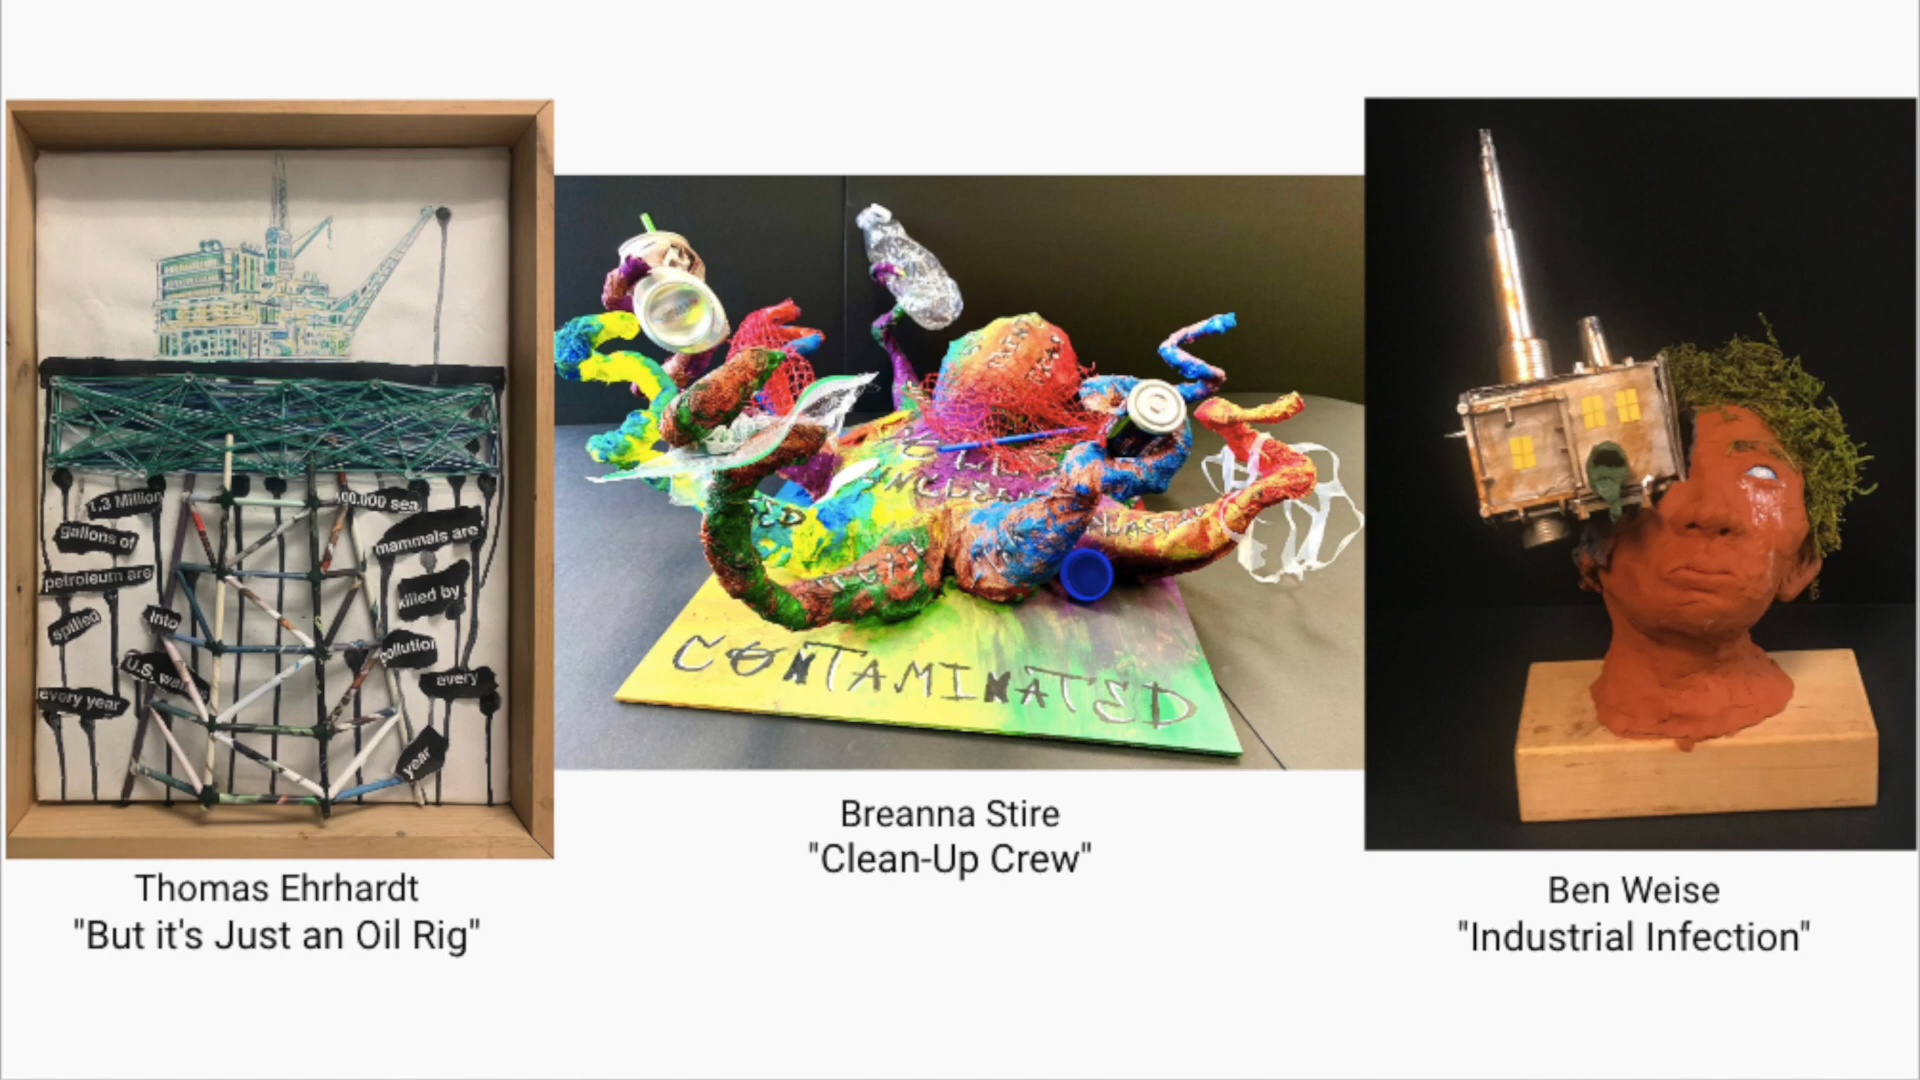 1,3 Million
gallons of
petroleum are
spilled
into
U.S. wat
every year
100.000 sea
mammals are
killed by
pollution
every
year
CONTAMINATED
Thomas Ehrhardt
"But it's Just an Oil Rig"
Breanna Stire
"Clean-Up Crew"
Ben Weise
"Industrial Infection"